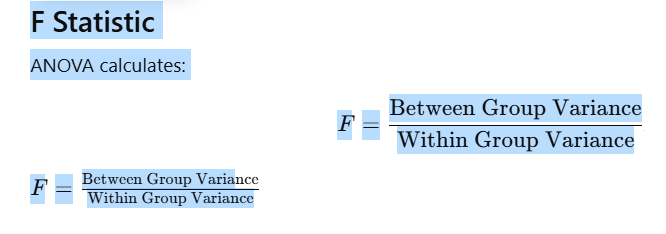 F Statistic
ANOVA calculates:
F = Between Group Variance / Within Group Variance
F = Between Group Variance / Within Group Variance